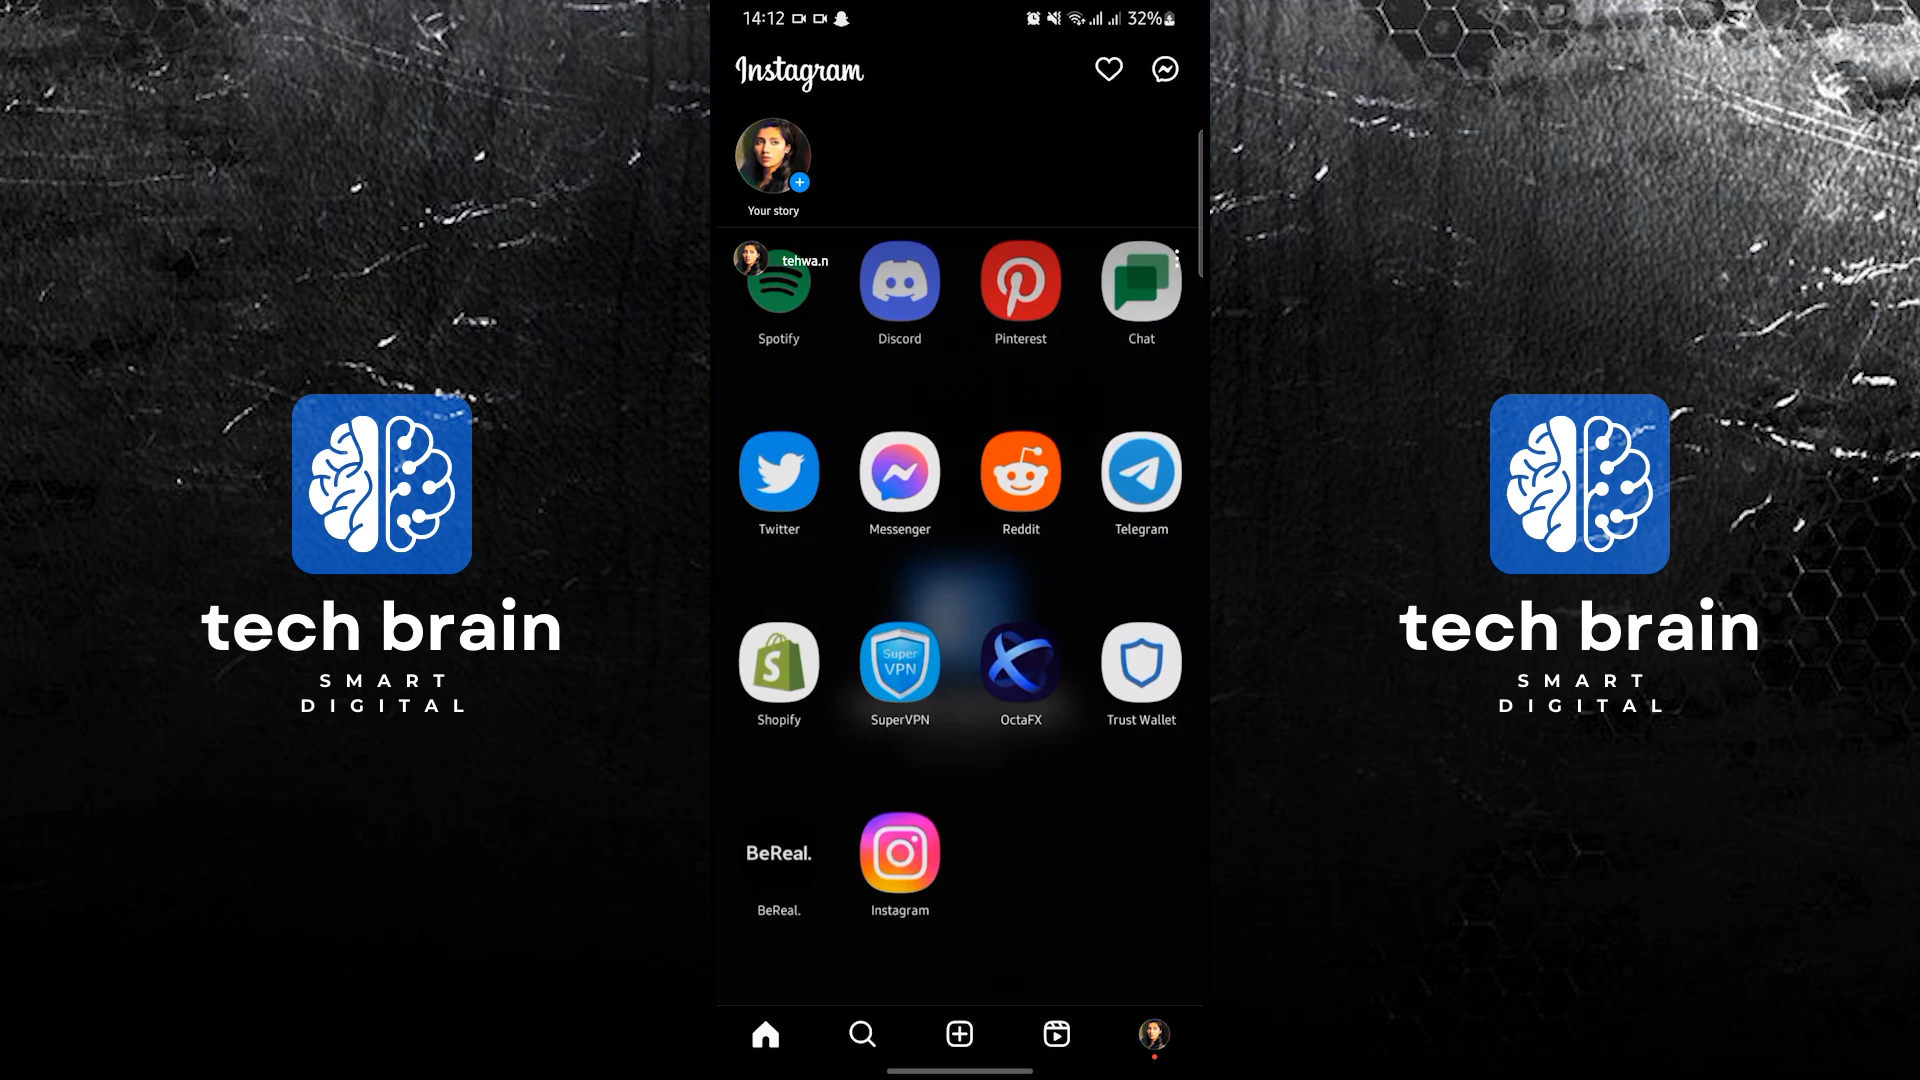 14:12
32%
Instagram
Your story
tehwa.n
Spotify
Discord
Pinterest
Chat
Twitter
Messenger
Reddit
Telegram
Super
VPN
Shopify
SuperVPN
OctaFX
Trust Wallet
BeReal.
BeReal.
Instagram
tech brain
SMART
DIGITAL
tech brain
SMART
DIGITAL